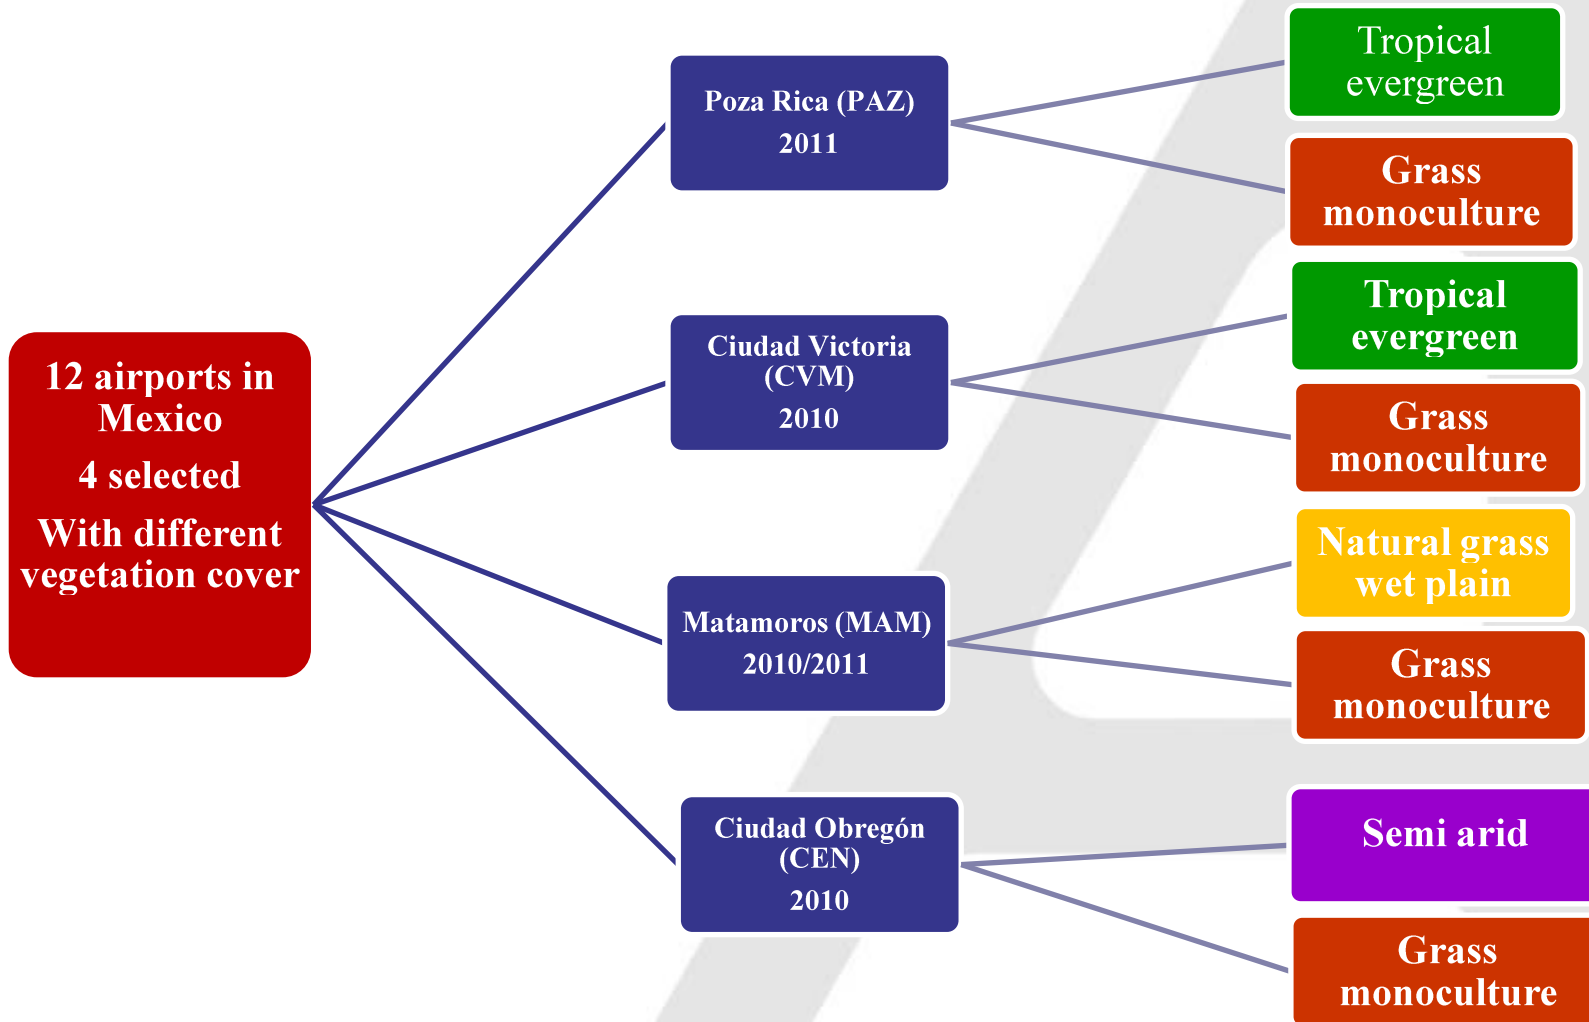 12 airports in
Mexico
4 selected
With different
vegetation cover
Poza Rica (PAZ)
2011
Tropical
evergreen
Grass
monoculture
Ciudad Victoria
(CVM)
2010
Tropical
evergreen
Grass
monoculture
Matamoros (MAM)
2010/2011
Natural grass
wet plain
Grass
monoculture
Ciudad Obregón
(CEN)
2010
Semi arid
Grass
monoculture